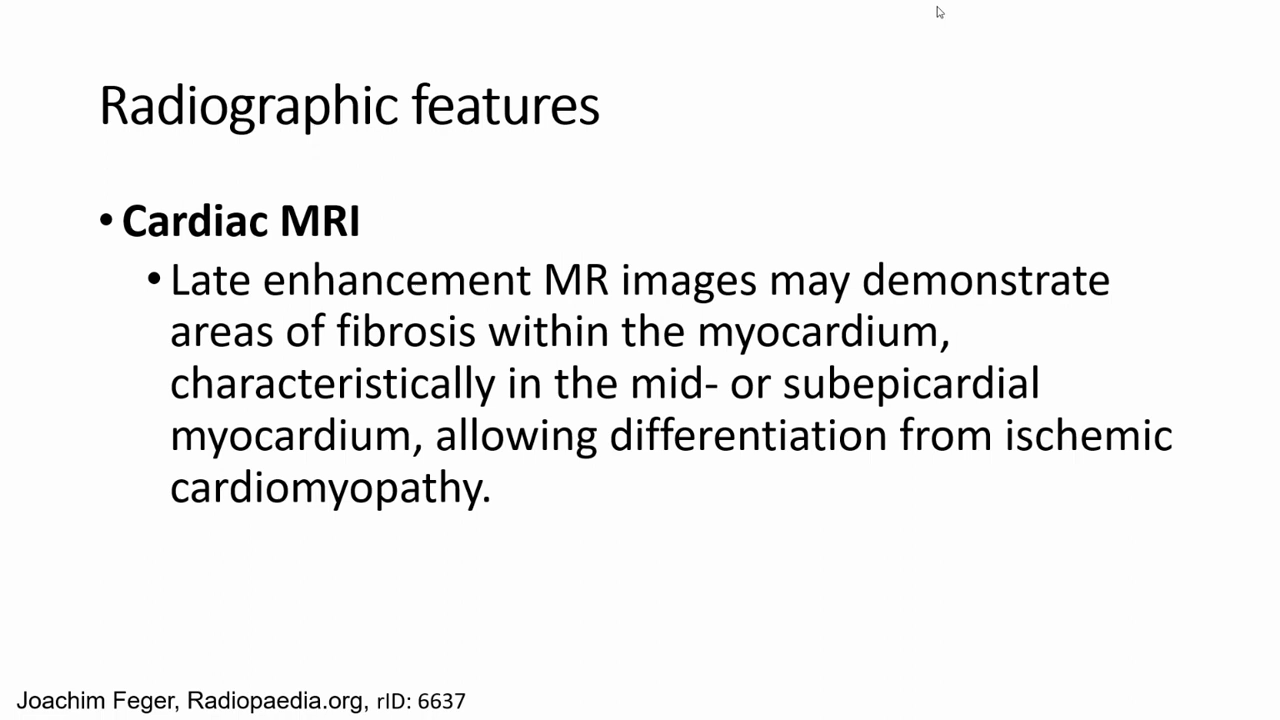 Radiographic features
• Cardiac MRI
• Late enhancement MR images may demonstrate
areas of fibrosis within the myocardium,
characteristically in the mid- or subepicardial
myocardium, allowing differentiation from ischemic
cardiomyopathy.
Joachim Feger, Radiopaedia.org, rID: 6637